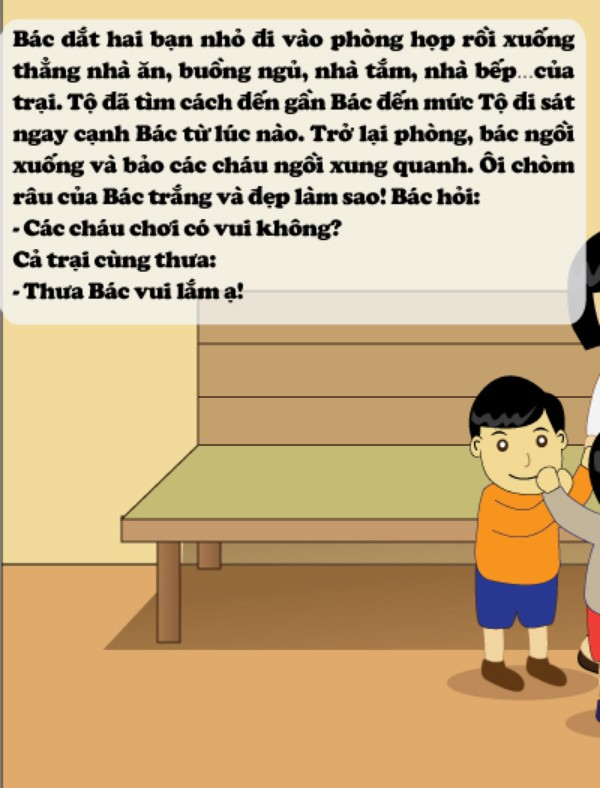 Bác dắt hai bạn nhỏ đi vào phòng họp rồi xuống
thẳng nhà ăn, buồng ngủ, nhà tắm, nhà bếp...của
trại. Tộ đã tìm cách đến gần Bác đến mức Tộ đi sát
ngay cạnh Bác từ lúc nào. Trở lại phòng, bác ngồi
xuống và bảo các cháu ngồi xung quanh. Ôi chòm
râu của Bác trắng và đẹp làm sao! Bác hỏi:
- Các cháu chơi có vui không?
Cả trại cùng thưa:
- Thưa Bác vui lắm ạ!